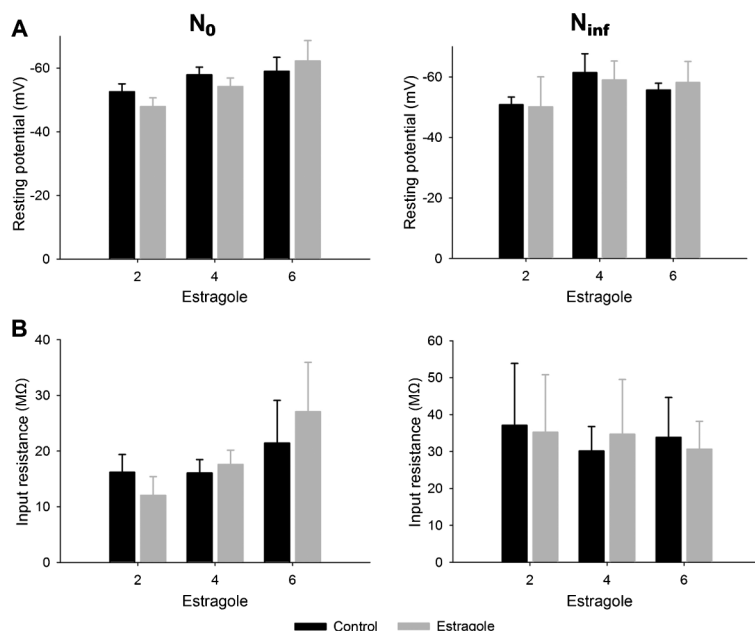 A
N0
Ninf
Resting potential (mV)
-60
-40
-20
0
2 4 6
Estragole
Resting potential (mV)
-60
-40
-20
0
2 4 6
Estragole
B
Input resistance (MΩ)
40
30
20
10
0
2 4 6
Estragole
Input resistance (MΩ)
60
50
40
30
20
10
0
2 4 6
Estragole
Control Estragole